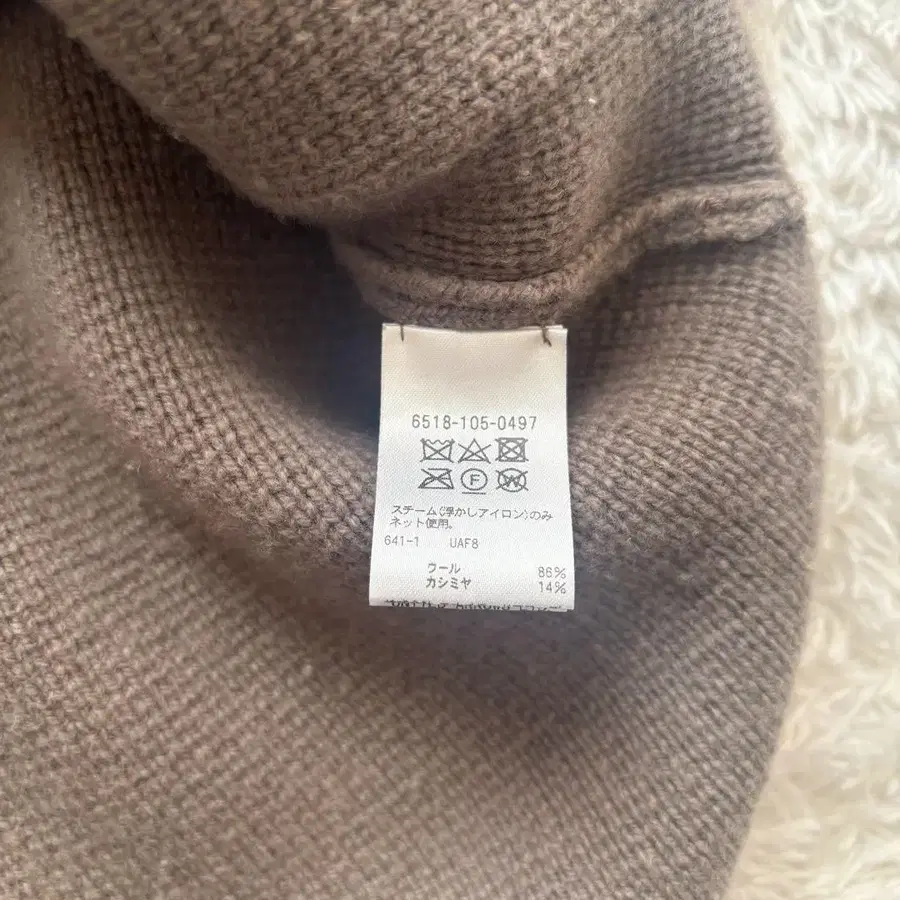 6518-105-0497
F W
スチーム(浮かしアイロン)のみ
ネット使用。
641-1 UAF8
ウール 86%
カシミヤ 14%